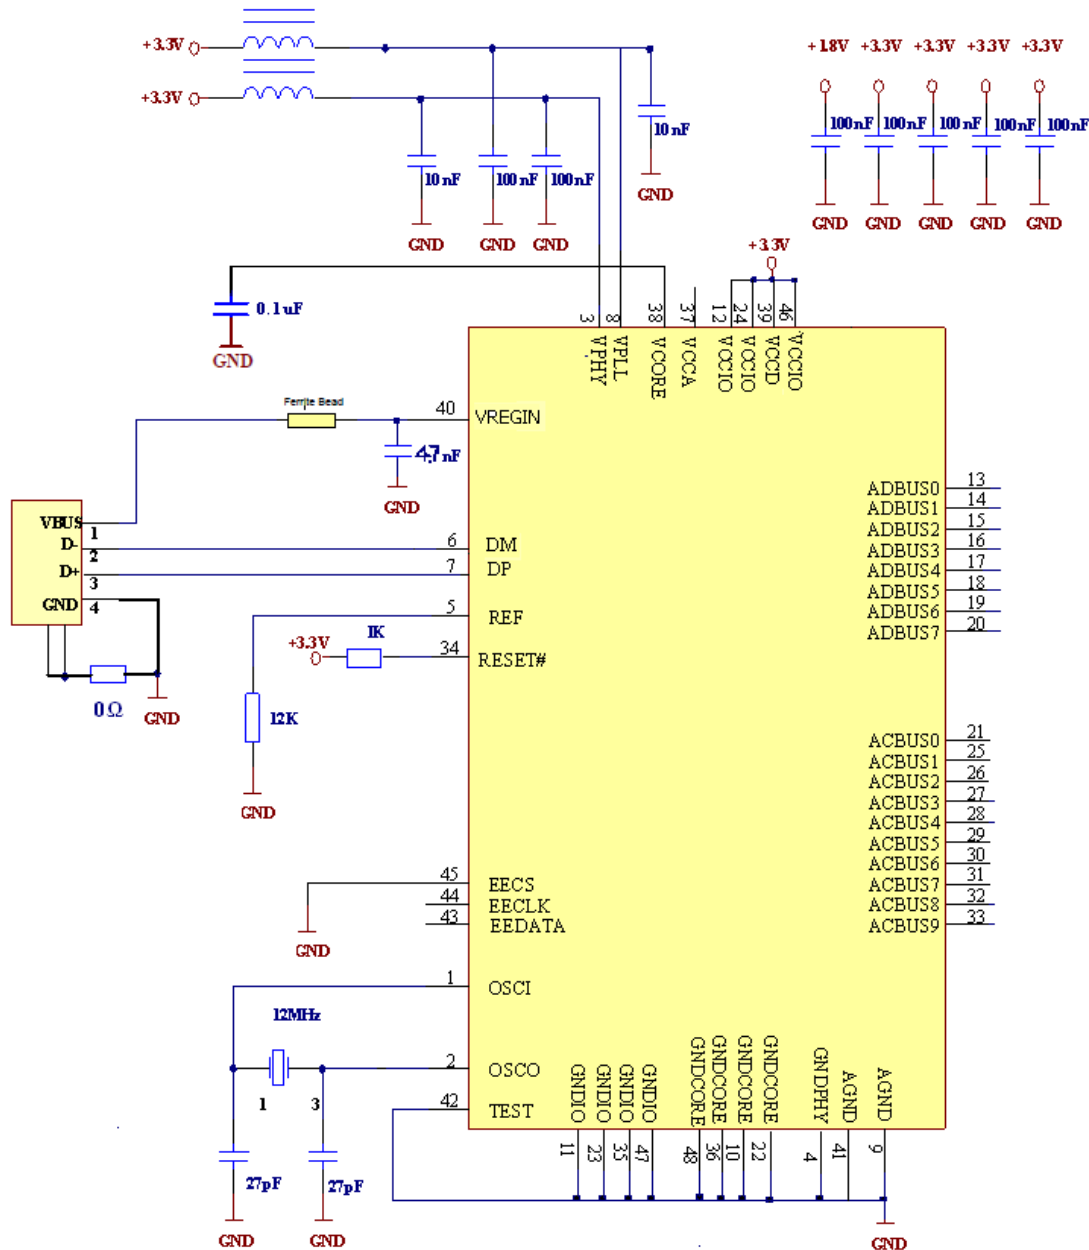 +3.3V
+3.3V
10nF
100nF
100nF
10nF
GND
GND
GND
GND
+1.8V +3.3V +3.3V +3.3V +3.3V
100nF 100nF 100nF 100nF 100nF
GND GND GND GND GND
+3.3V
0.1uF
GND
3 8 38 37 12 24 39 46
VPHY VPLL VCORE VCCA VCCIO VCCIO VCCD VCCIO
Ferrite Bead
40 VREGIN
4.7nF
GND
VBUS 1
D- 2
D+ 3
GND 4
0Ω
GND
6 DM
7 DP
5 REF
+3.3V 1K
34 RESET#
12K
GND
ADBUS0 13
ADBUS1 14
ADBUS2 15
ADBUS3 16
ADBUS4 17
ADBUS5 18
ADBUS6 19
ADBUS7 20
ACBUS0 21
ACBUS1 25
ACBUS2 26
ACBUS3 27
ACBUS4 28
ACBUS5 29
ACBUS6 30
ACBUS7 31
ACBUS8 32
ACBUS9 33
45 EECS
44 EECLK
43 EEDATA
GND
1 OSCI
12MHz
2 OSCO
1 3
42 TEST
27pF 27pF
GND GND
GNDIO GNDIO GNDIO GNDIO GNDCORE GNDCORE GNDCORE GNDCORE GNDPHY AGND AGND
11 23 35 47 48 36 10 22 4 41 9
GND